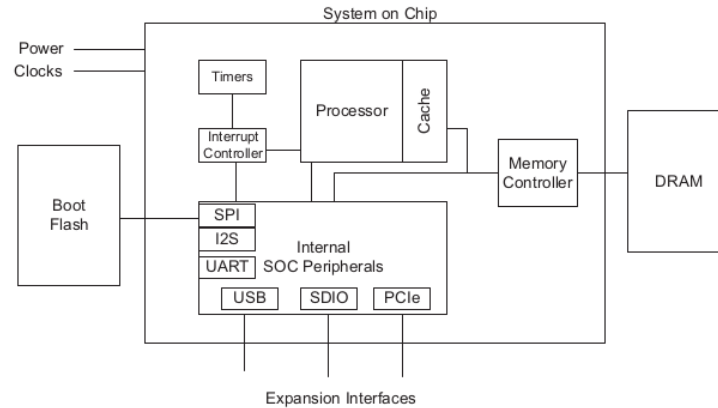 System on Chip
Power
Clocks
Timers
Processor
Cache
Interrupt
Controller
Memory
Controller
DRAM
Boot
Flash
SPI
I2S
UART
Internal
SOC Peripherals
USB
SDIO
PCIe
Expansion Interfaces